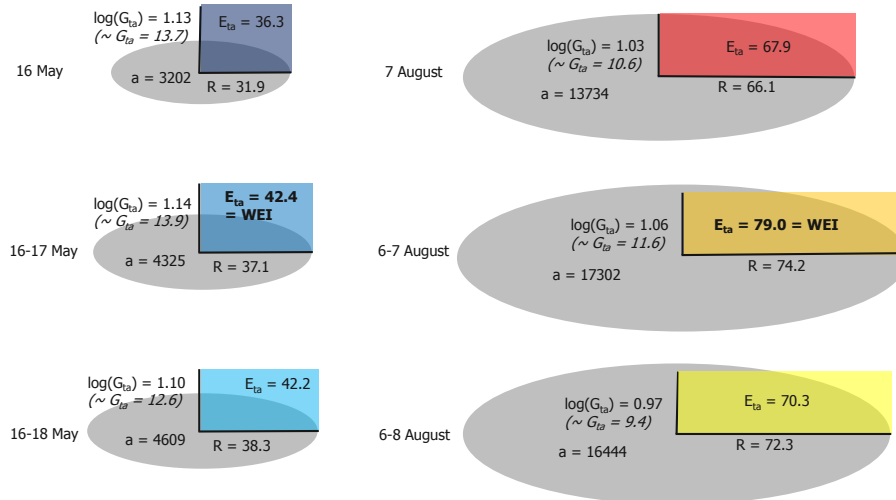 16 May
log(Gta) = 1.13
(~ Gta = 13.7)
Eta = 36.3
a = 3202
R = 31.9
7 August
log(Gta) = 1.03
(~ Gta = 10.6)
Eta = 67.9
a = 13734
R = 66.1
16-17 May
log(Gta) = 1.14
(~ Gta = 13.9)
Eta = 42.4
= WEI
a = 4325
R = 37.1
6-7 August
log(Gta) = 1.06
(~ Gta = 11.6)
Eta = 79.0 = WEI
a = 17302
R = 74.2
16-18 May
log(Gta) = 1.10
(~ Gta = 12.6)
Eta = 42.2
a = 4609
R = 38.3
6-8 August
log(Gta) = 0.97
(~ Gta = 9.4)
Eta = 70.3
a = 16444
R = 72.3